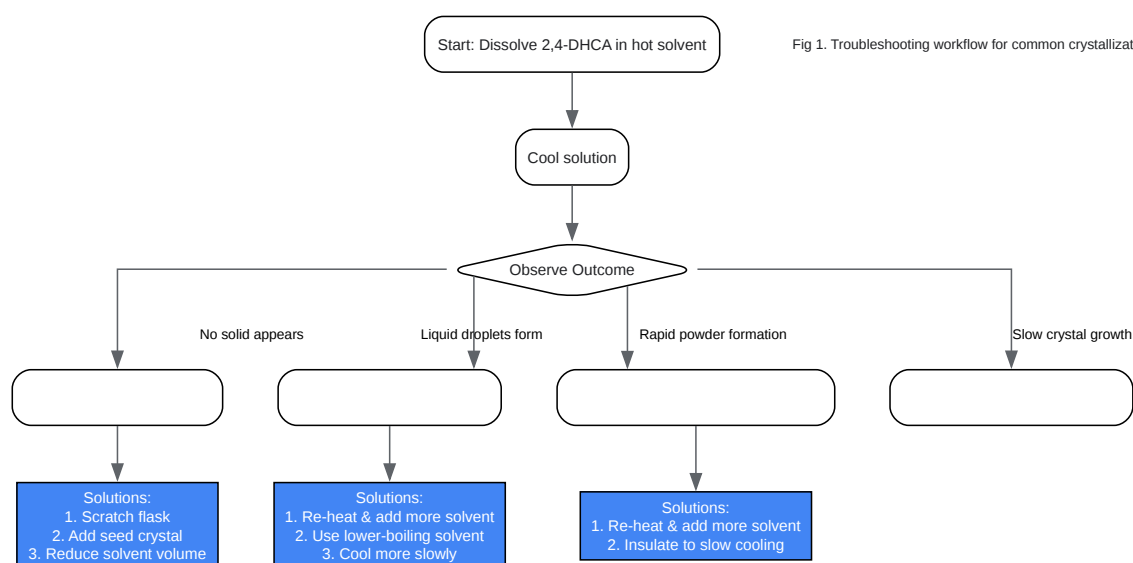 Start: Dissolve 2,4-DHCA in hot solvent
Fig 1. Troubleshooting workflow for common
Cool solution
Observe Outcome
No solid appears
Liquid droplets form
Rapid powder formation
Slow crystal growth
Solutions:
1. Scratch flask
2. Add seed crystal
3. Reduce solvent volume
Solutions:
1. Re-heat & add more solvent
2. Use lower-boiling solvent
3. Cool more slowly
Solutions:
1. Re-heat & add more solvent
2. Insulate to slow cooling